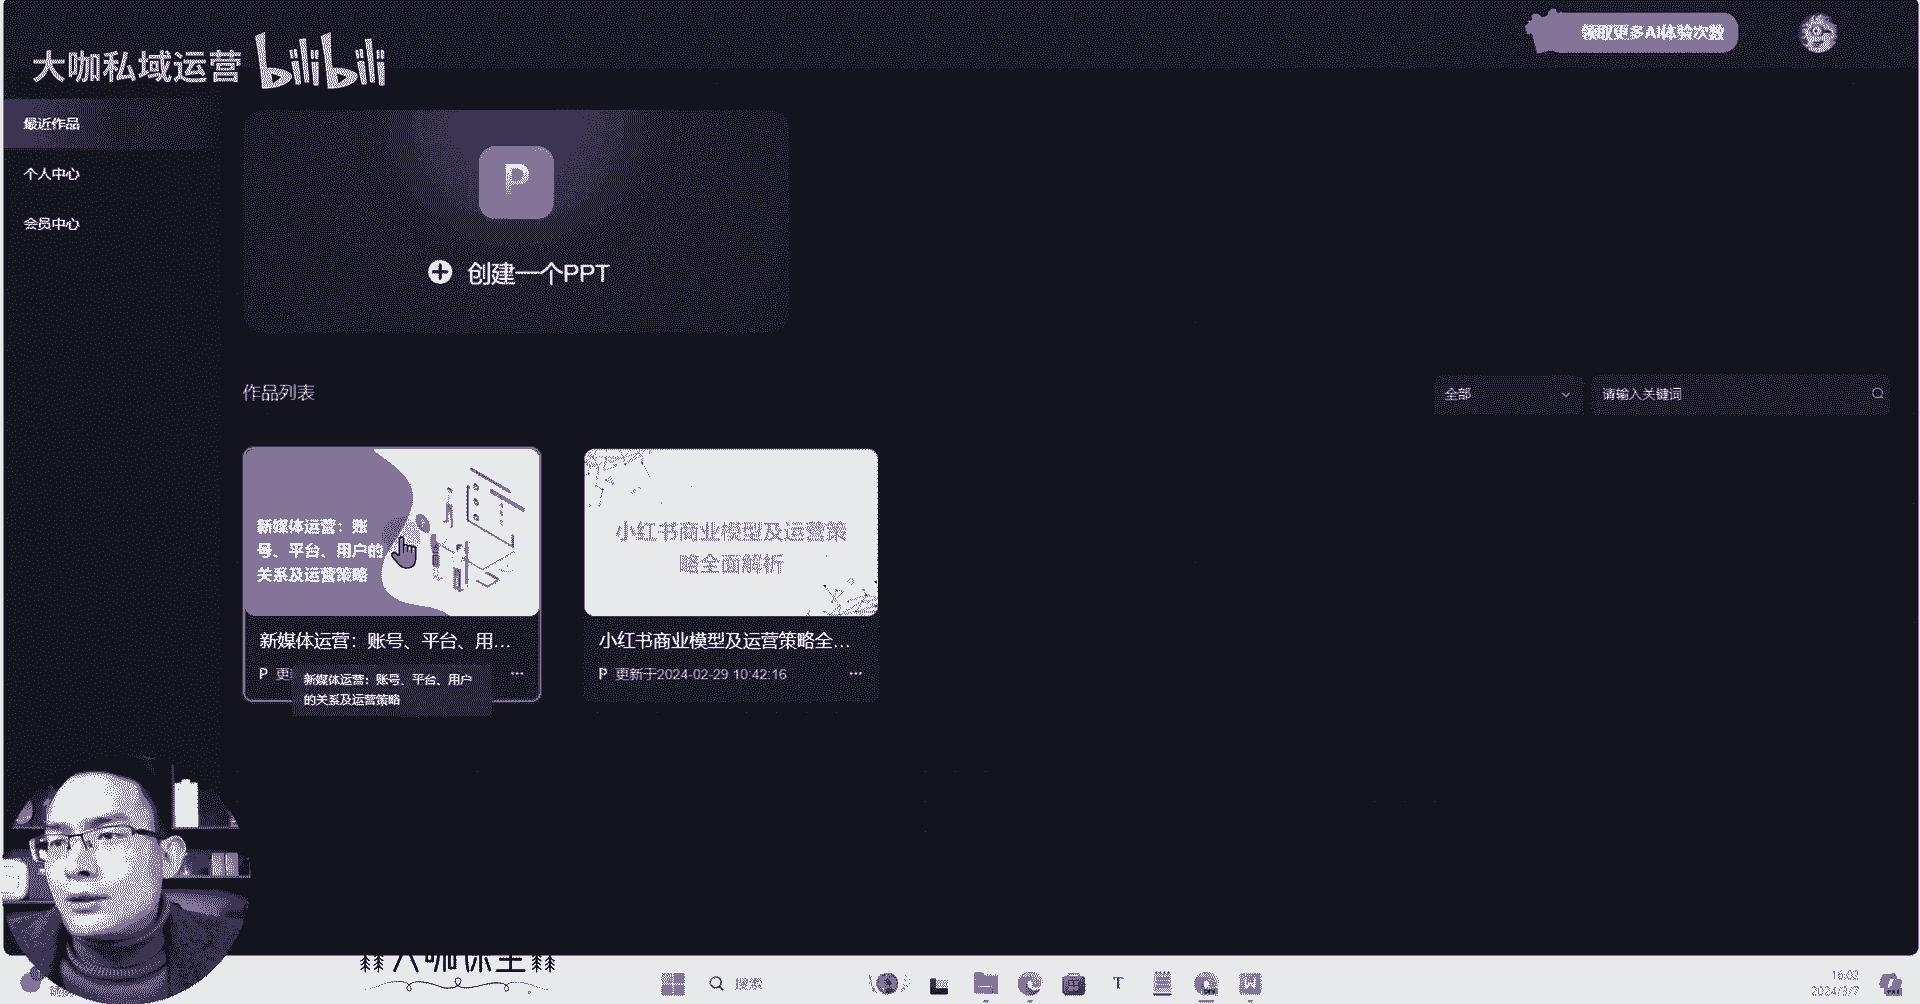 领取更多AI体验次数
大咖私域运营 bilibili
最近作品
个人中心
会员中心
P
创建一个PPT
作品列表
全部
请输入关键词
新媒体运营：账
号、平台、用户的
关系及运营策略
小红书商业模型及运营策
略全面解析
新媒体运营：账号、平台、用...
小红书商业模型及运营策略全...
P 更
P 更新于2024-02-29 10:42:16
新媒体运营：账号、平台、用户
的关系及运营策略
大咖课堂
搜索
T
W
16:02
2024/3/7